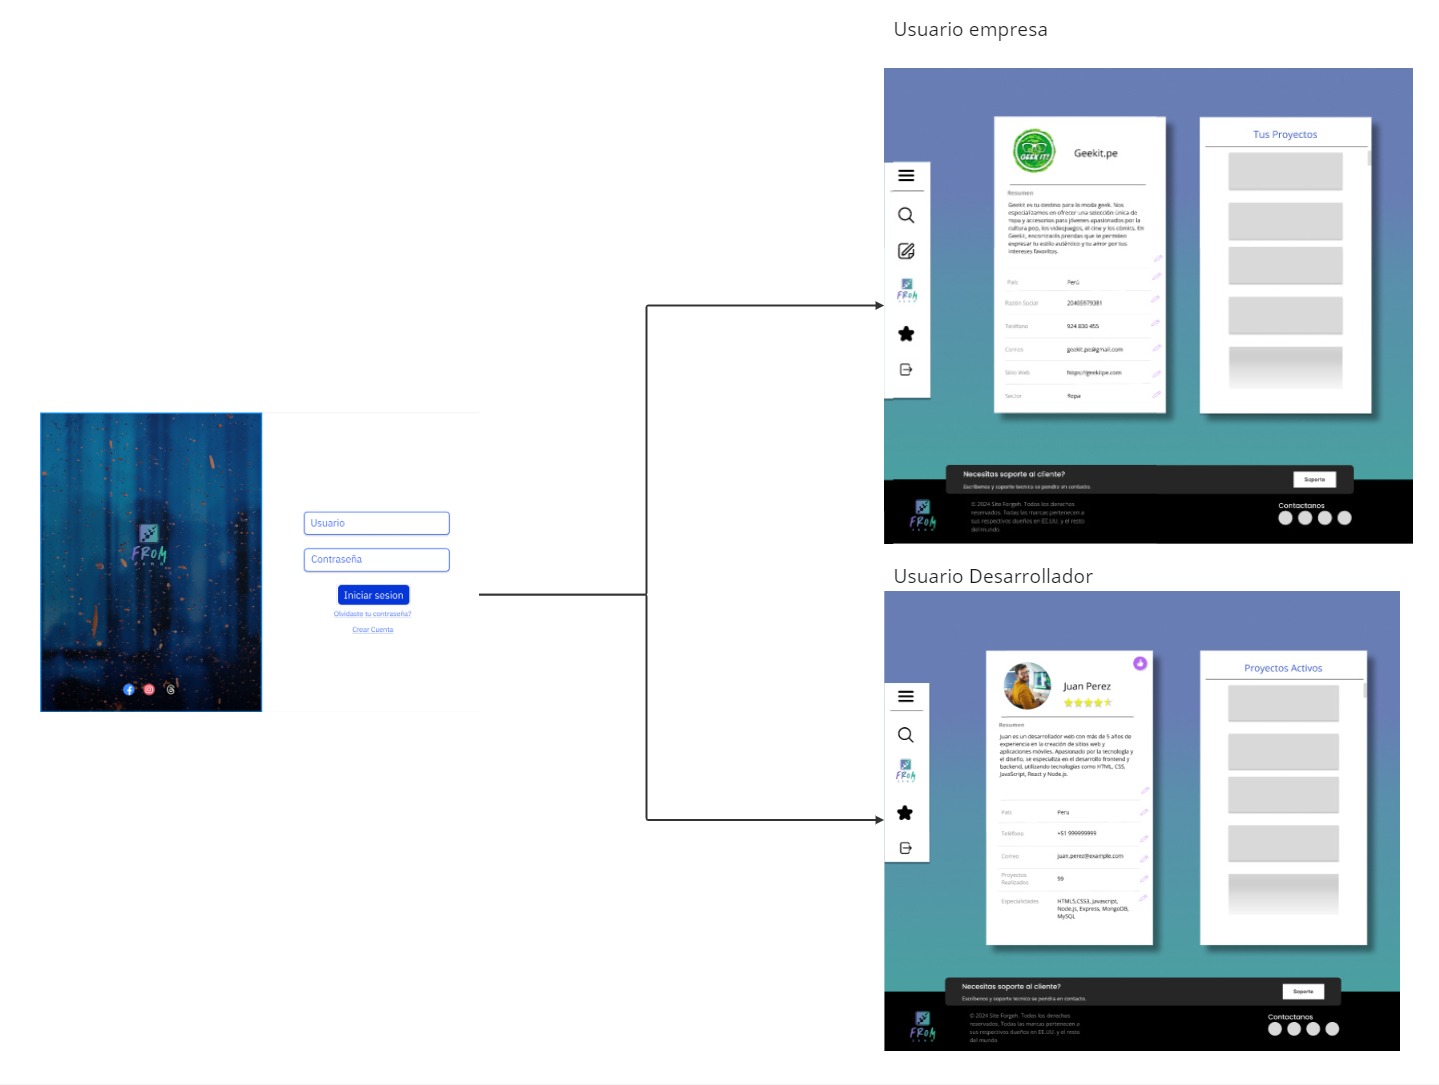 Usuario empresa
GEEK IT!
Geekit.pe
Resumen
Geekit es tu destino para la moda geek. Nos
especializamos en ofrecer una selección única de
ropa y accesorios para jóvenes apasionados por la
cultura pop, los videojuegos, el cine y los cómics. En
Geekit, encontrarás prendas que te permiten
expresar tu estilo auténtico y tu amor por tus
intereses favoritos.
País Perú
Razón Social 20405979381
Teléfono 924 830 455
Correo geekit.pe@gmail.com
Sitio Web https://geekitpe.com
Sector Ropa
Tus Proyectos
FROM
Necesitas soporte al cliente?
Escribenos y soporte tecnico se pondra en contacto.
Soporte
FROM
© 2024 Site Forgeh. Todos los derechos
reservados. Todas las marcas pertenecen a
sus respectivos dueños en EE.UU. y el resto
del mundo.
Contactanos
FROM
Usuario
Contraseña
Iniciar sesion
Olvidaste tu contraseña?
Crear Cuenta
Usuario Desarrollador
Juan Perez
Resumen
Juan es un desarrollador web con más de 5 años de
experiencia en la creación de sitios web y
aplicaciones móviles. Apasionado por la tecnología y
el diseño, se especializa en el desarrollo frontend y
backend, utilizando tecnologías como HTML, CSS,
JavaScript, React y Node.js.
País Peru
Teléfono +51 999999999
Correo juan.perez@example.com
Proyectos
Realizados 99
Especialidades HTML5,CSS3, Javascript,
Node.js, Express, MongoDB,
MySQL
Proyectos Activos
FROM
Necesitas soporte al cliente?
Escribenos y soporte tecnico se pondra en contacto.
Soporte
FROM
© 2024 Site Forgeh. Todos los derechos
reservados. Todas las marcas pertenecen a
sus respectivos dueños en EE.UU. y el resto
del mundo.
Contactanos